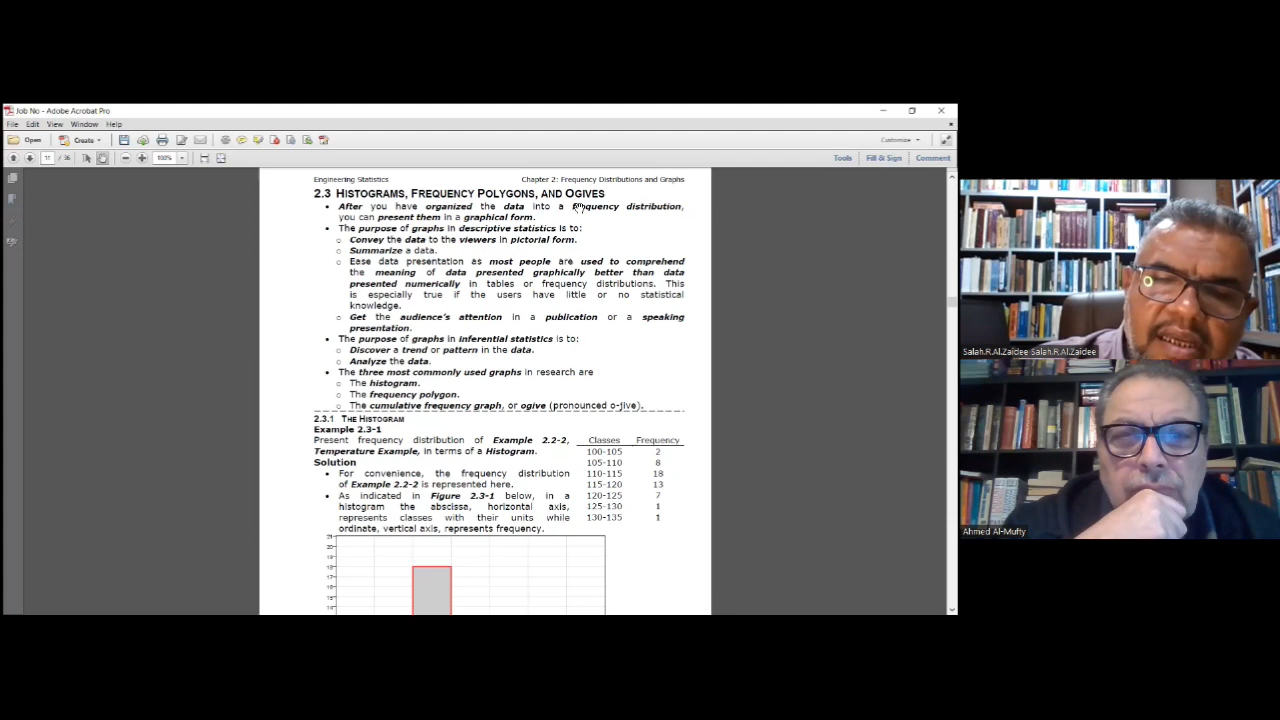 Job No - Adobe Acrobat Pro
File Edit View Window Help
Open Create Customize
11 / 36 100% Tools Fill & Sign Comment
Engineering Statistics Chapter 2: Frequency Distributions and Graphs
2.3 HISTOGRAMS, FREQUENCY POLYGONS, AND OGIVES
• After you have organized the data into a frequency distribution,
you can present them in a graphical form.
• The purpose of graphs in descriptive statistics is to:
o Convey the data to the viewers in pictorial form.
o Summarize a data.
o Ease data presentation as most people are used to comprehend
the meaning of data presented graphically better than data
presented numerically in tables or frequency distributions. This
is especially true if the users have little or no statistical
knowledge.
o Get the audience's attention in a publication or a speaking
presentation.
• The purpose of graphs in inferential statistics is to:
o Discover a trend or pattern in the data.
o Analyze the data.
• The three most commonly used graphs in research are
o The histogram.
o The frequency polygon.
o The cumulative frequency graph, or ogive (pronounced o-jive).
2.3.1 THE HISTOGRAM
Example 2.3-1
Present frequency distribution of Example 2.2-2,
Temperature Example, in terms of a Histogram.
Solution
• For convenience, the frequency distribution
of Example 2.2-2 is represented here.
• As indicated in Figure 2.3-1 below, in a
histogram the abscissa, horizontal axis,
represents classes with their units while
ordinate, vertical axis, represents frequency.
Classes Frequency
100-105 2
105-110 8
110-115 18
115-120 13
120-125 7
125-130 1
130-135 1
21
20
19
18
17
16
15
14
Salah.R.Al.Zaidee Salah.R.Al.Zaidee
Ahmed Al-Mufty